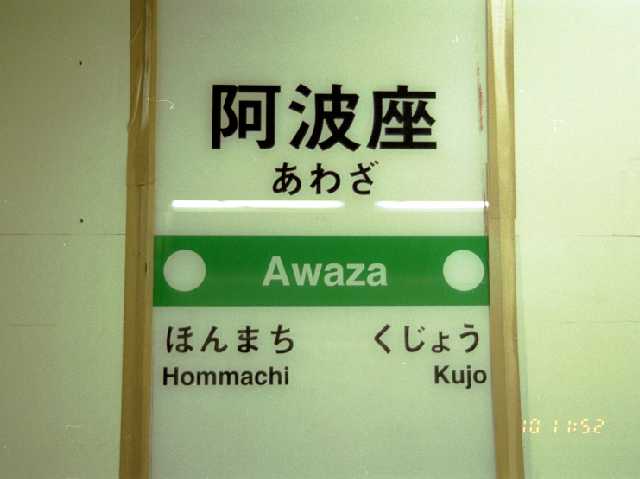 阿波座
あわざ
Awaza
ほんまち くじょう
Hommachi Kujo
10 11:52